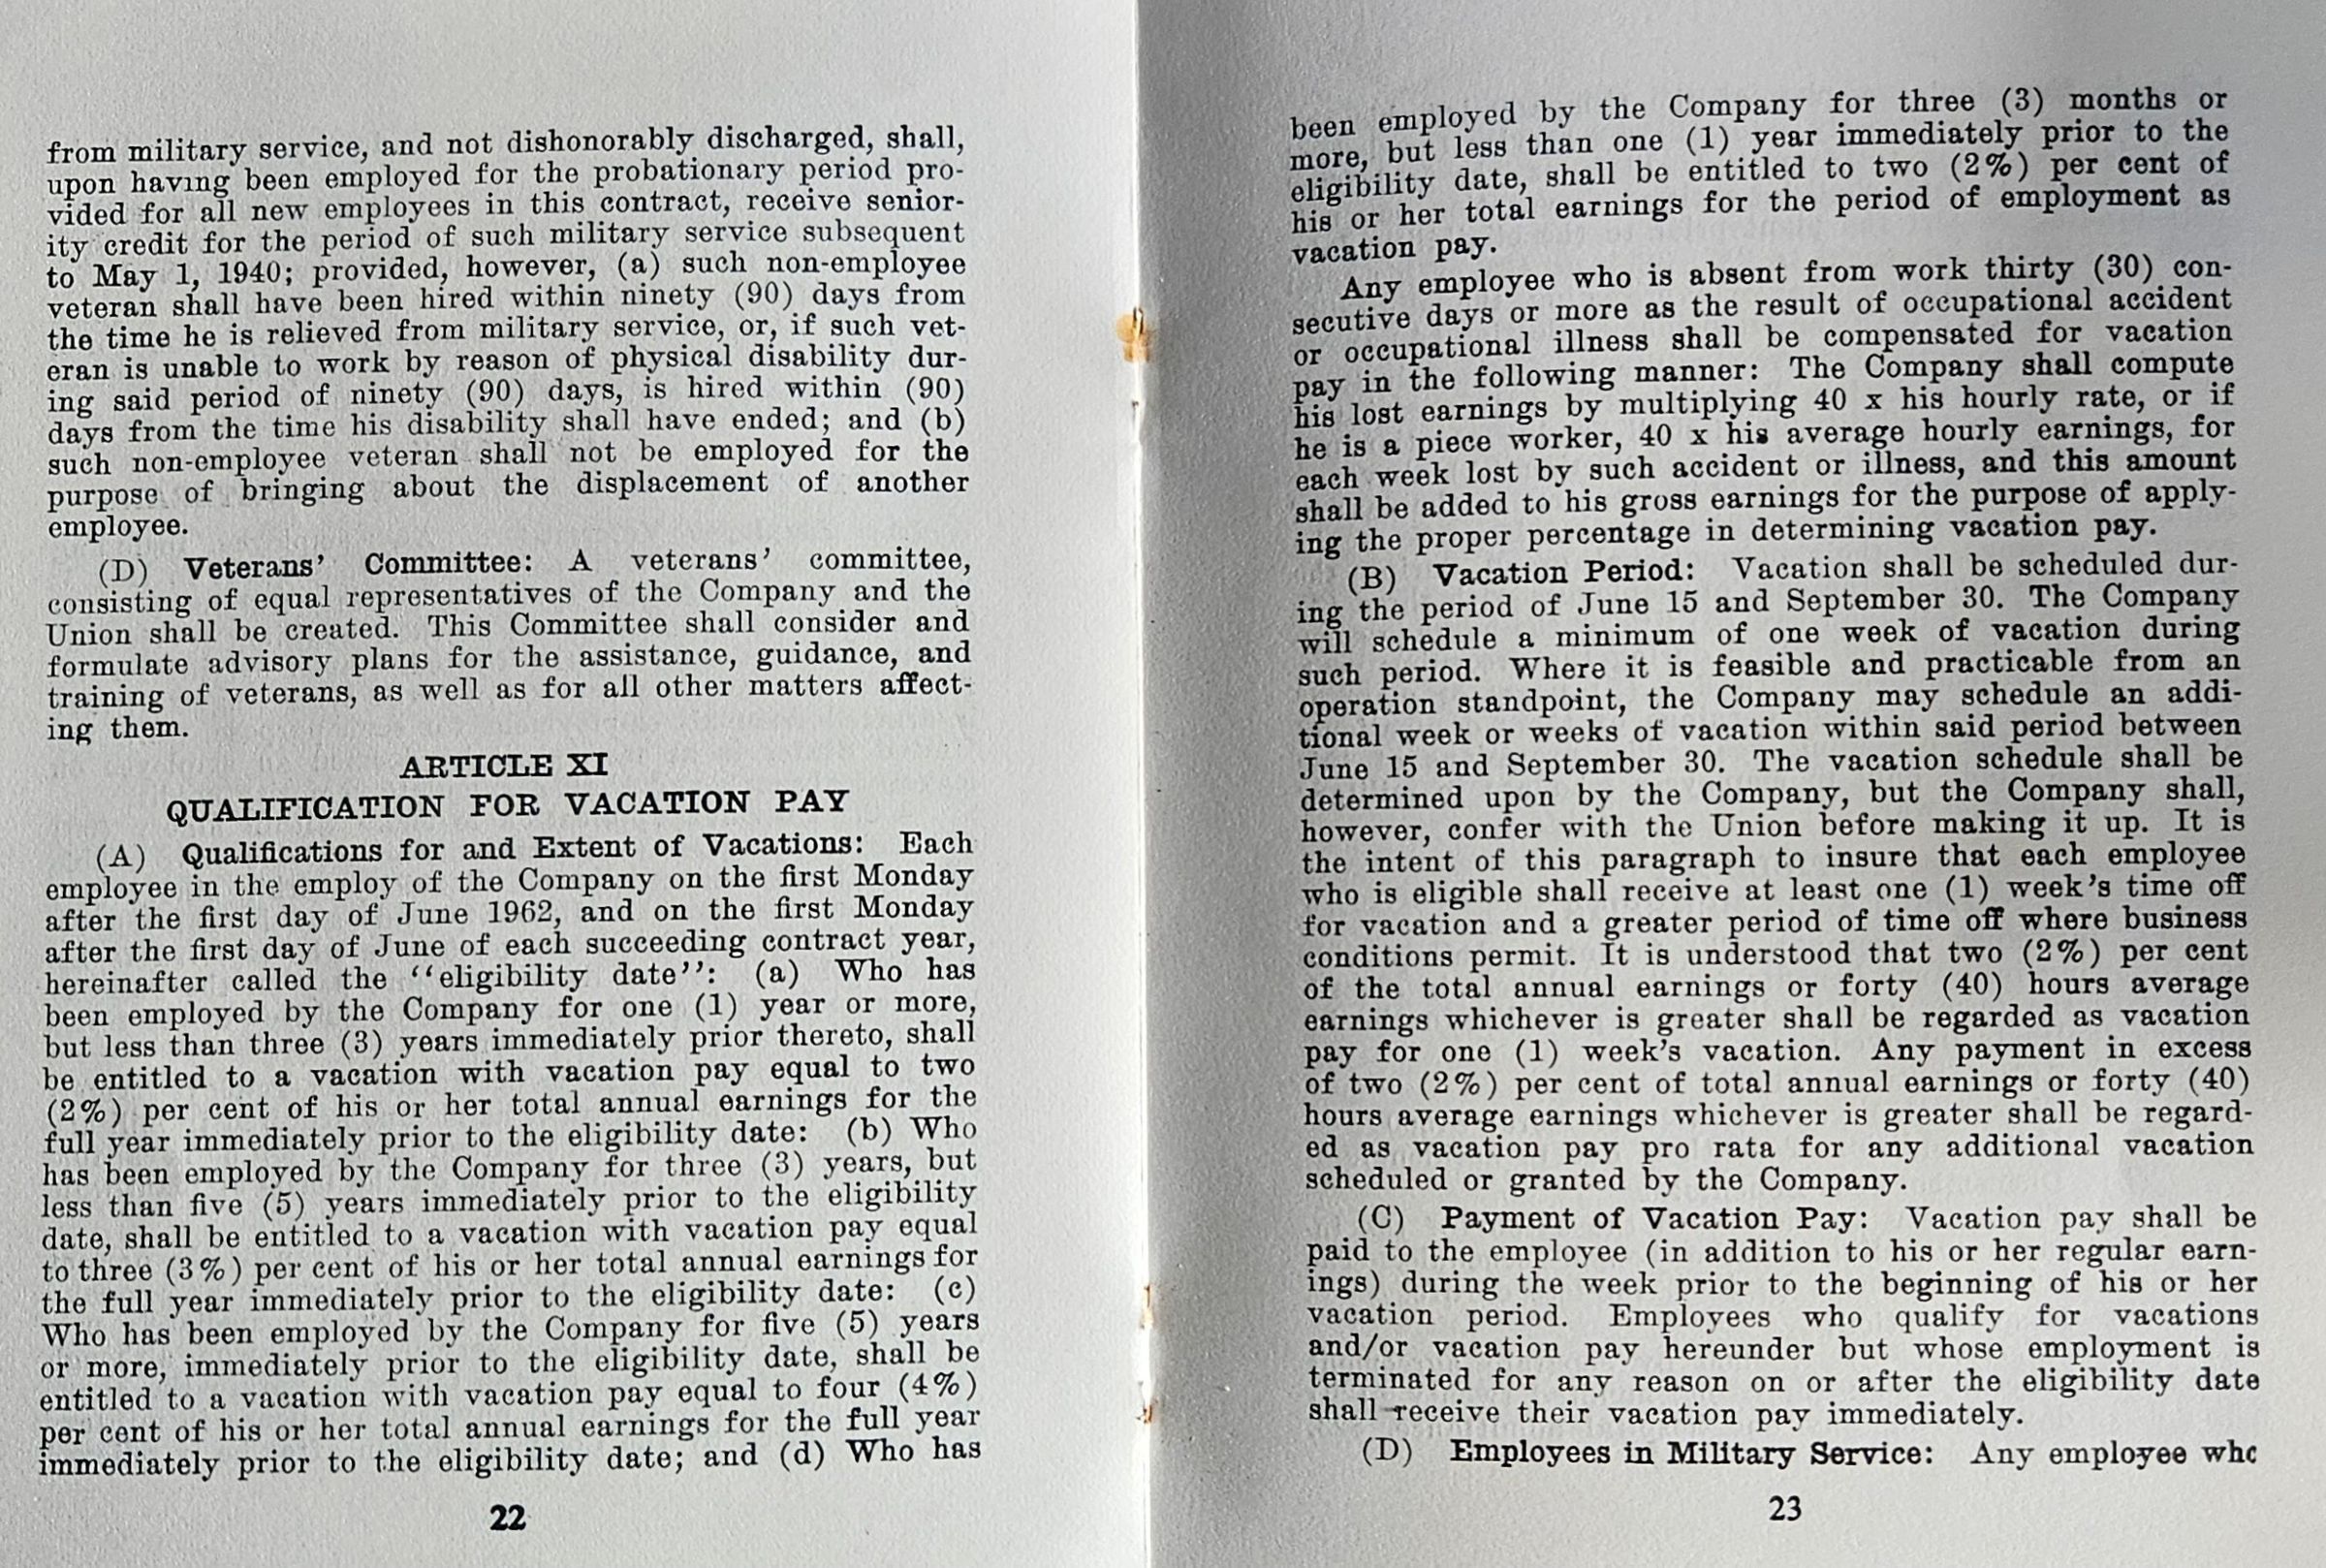 from military service, and not dishonorably discharged, shall,
upon having been employed for the probationary period pro-
vided for all new employees in this contract, receive senior-
ity credit for the period of such military service subsequent
to May 1, 1940; provided, however, (a) such non-employee
veteran shall have been hired within ninety (90) days from
the time he is relieved from military service, or, if such vet-
eran is unable to work by reason of physical disability dur-
ing said period of ninety (90) days, is hired within (90)
days from the time his disability shall have ended; and (b)
such non-employee veteran shall not be employed for the
purpose of bringing about the displacement of another
employee.
(D) Veterans' Committee: A veterans' committee,
consisting of equal representatives of the Company and the
Union shall be created. This Committee shall consider and
formulate advisory plans for the assistance, guidance, and
training of veterans, as well as for all other matters affect-
ing them.
ARTICLE XI
QUALIFICATION FOR VACATION PAY
(A) Qualifications for and Extent of Vacations: Each
employee in the employ of the Company on the first Monday
after the first day of June 1962, and on the first Monday
after the first day of June of each succeeding contract year,
hereinafter called the ‘‘eligibility date’’: (a) Who has
been employed by the Company for one (1) year or more,
but less than three (3) years immediately prior thereto, shall
be entitled to a vacation with vacation pay equal to two
(2%) per cent of his or her total annual earnings for the
full year immediately prior to the eligibility date: (b) Who
has been employed by the Company for three (3) years, but
less than five (5) years immediately prior to the eligibility
date, shall be entitled to a vacation with vacation pay equal
to three (3%) per cent of his or her total annual earnings for
the full year immediately prior to the eligibility date: (c)
Who has been employed by the Company for five (5) years
or more, immediately prior to the eligibility date, shall be
entitled to a vacation with vacation pay equal to four (4%)
per cent of his or her total annual earnings for the full year
immediately prior to the eligibility date; and (d) Who has
22
been employed by the Company for three (3) months or
more, but less than one (1) year immediately prior to the
eligibility date, shall be entitled to two (2%) per cent of
his or her total earnings for the period of employment as
vacation pay.
Any employee who is absent from work thirty (30) con-
secutive days or more as the result of occupational accident
or occupational illness shall be compensated for vacation
pay in the following manner: The Company shall compute
his lost earnings by multiplying 40 x his hourly rate, or if
he is a piece worker, 40 x his average hourly earnings, for
each week lost by such accident or illness, and this amount
shall be added to his gross earnings for the purpose of apply-
ing the proper percentage in determining vacation pay.
(B) Vacation Period: Vacation shall be scheduled dur-
ing the period of June 15 and September 30. The Company
will schedule a minimum of one week of vacation during
such period. Where it is feasible and practicable from an
operation standpoint, the Company may schedule an addi-
tional week or weeks of vacation within said period between
June 15 and September 30. The vacation schedule shall be
determined upon by the Company, but the Company shall,
however, confer with the Union before making it up. It is
the intent of this paragraph to insure that each employee
who is eligible shall receive at least one (1) week's time off
for vacation and a greater period of time off where business
conditions permit. It is understood that two (2%) per cent
of the total annual earnings or forty (40) hours average
earnings whichever is greater shall be regarded as vacation
pay for one (1) week's vacation. Any payment in excess
of two (2%) per cent of total annual earnings or forty (40)
hours average earnings whichever is greater shall be regard-
ed as vacation pay pro rata for any additional vacation
scheduled or granted by the Company.
(C) Payment of Vacation Pay: Vacation pay shall be
paid to the employee (in addition to his or her regular earn-
ings) during the week prior to the beginning of his or her
vacation period. Employees who qualify for vacations
and/or vacation pay hereunder but whose employment is
terminated for any reason on or after the eligibility date
shall receive their vacation pay immediately.
(D) Employees in Military Service: Any employee who
23